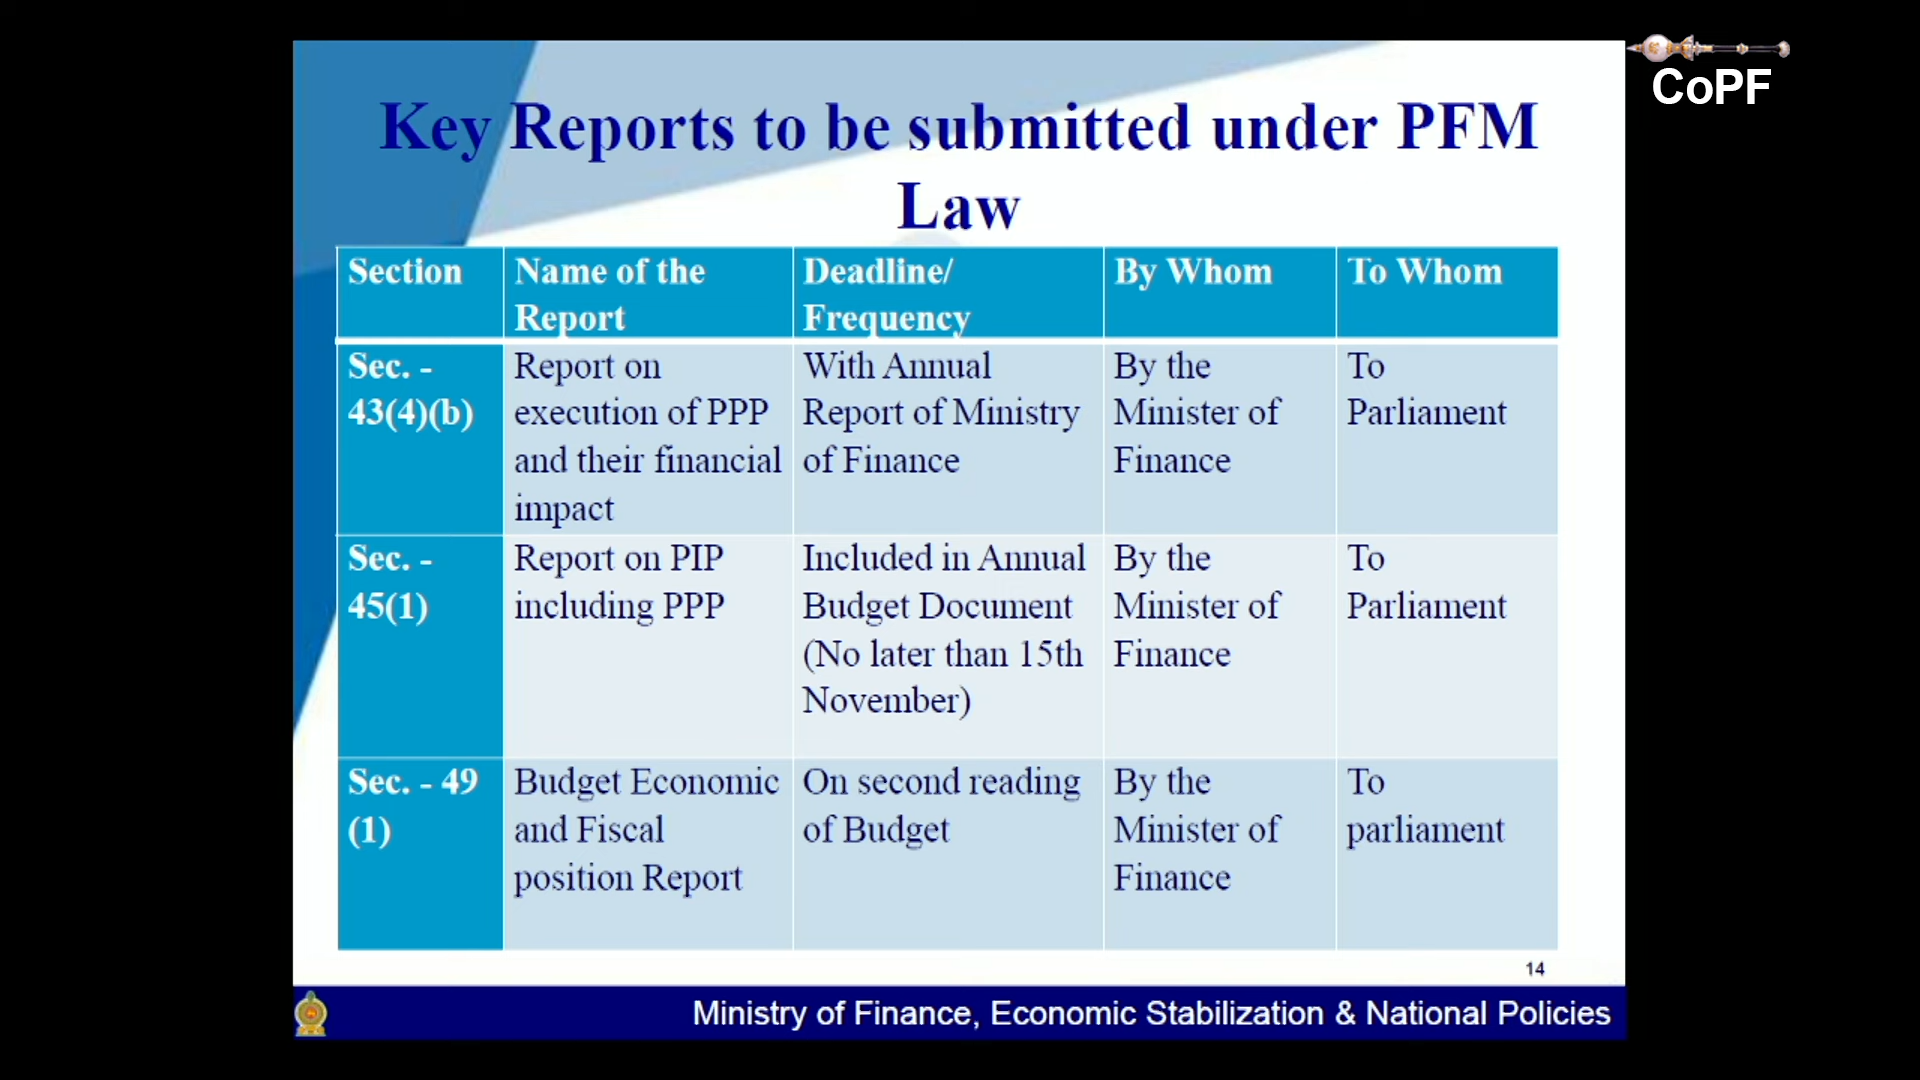 CoPF
Key Reports to be submitted under PFM
Law
Section
Name of the
Report
Deadline/
Frequency
By Whom
To Whom
Sec. -
43(4)(b)
Report on
execution of PPP
and their financial
impact
With Annual
Report of Ministry
of Finance
By the
Minister of
Finance
To
Parliament
Sec. -
45(1)
Report on PIP
including PPP
Included in Annual
Budget Document
(No later than 15th
November)
By the
Minister of
Finance
To
Parliament
Sec. - 49
(1)
Budget Economic
and Fiscal
position Report
On second reading
of Budget
By the
Minister of
Finance
To
parliament
14
Ministry of Finance, Economic Stabilization & National Policies